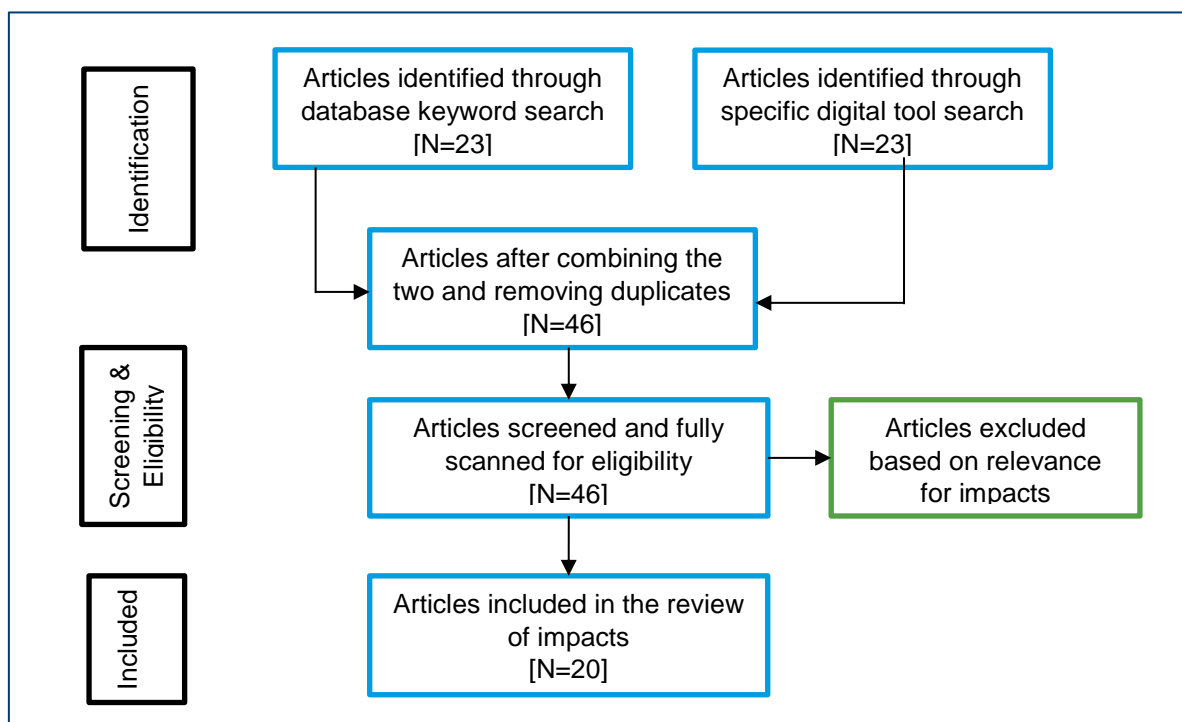 Identification
Articles identified through
database keyword search
[N=23]
Articles identified through
specific digital tool search
[N=23]
Articles after combining the
two and removing duplicates
[N=46]
Screening &
Eligibility
Articles screened and fully
scanned for eligibility
[N=46]
Articles excluded
based on relevance
for impacts
Included
Articles included in the review
of impacts
[N=20]